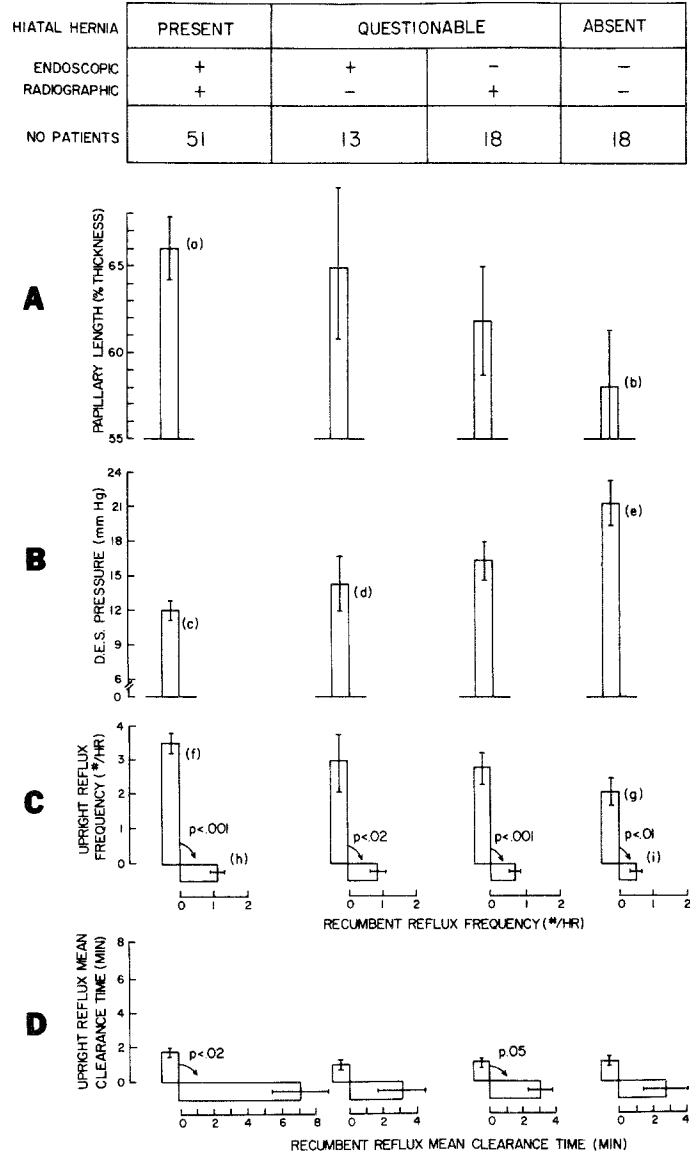 HIATAL HERNIA PRESENT QUESTIONABLE ABSENT
ENDOSCOPIC + + − −
RADIOGRAPHIC + − + −
NO PATIENTS 51 13 18 18
A
PAPILLARY LENGTH (% THICKNESS)
65
60
55
(a)
(b)
B
D.E.S. PRESSURE (mm Hg)
24
21
18
15
12
9
6
0
(c)
(d)
(e)
C
UPRIGHT REFLUX
FREQUENCY (#/HR)
4
3
2
1
0
(f)
(g)
p<.001 p<.02 p<.001 p<.01
(h)
(i)
0 1 2 0 1 2 0 1 2 0 1 2
RECUMBENT REFLUX FREQUENCY (#/HR)
D
UPRIGHT REFLUX MEAN
CLEARANCE TIME (MIN)
8
6
4
2
0
p<.02 p.05
0 2 4 6 8 0 2 4 0 2 4 0 2 4
RECUMBENT REFLUX MEAN CLEARANCE TIME (MIN)